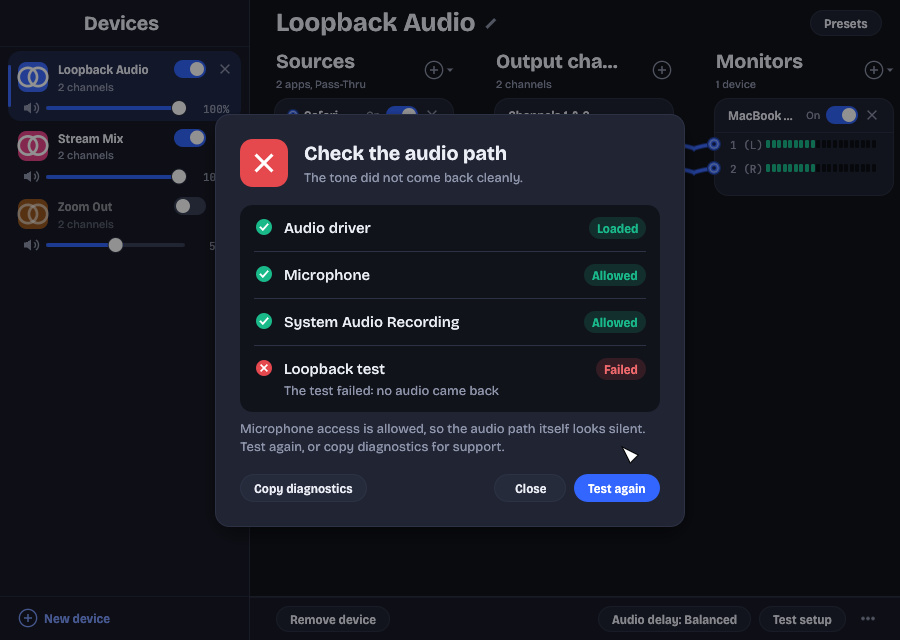 Devices
Loopback Audio
2 channels
100%
Stream Mix
2 channels
10
Zoom Out
2 channels
5
New device
Loopback Audio
Presets
Sources
2 apps, Pass-Thru
Output cha...
2 channels
Monitors
1 device
MacBook ...
On
1 (L)
2 (R)
Check the audio path
The tone did not come back cleanly.
Audio driver
Loaded
Microphone
Allowed
System Audio Recording
Allowed
Loopback test
Failed
The test failed: no audio came back
Microphone access is allowed, so the audio path itself looks silent.
Test again, or copy diagnostics for support.
Copy diagnostics
Close
Test again
Remove device
Audio delay: Balanced
Test setup